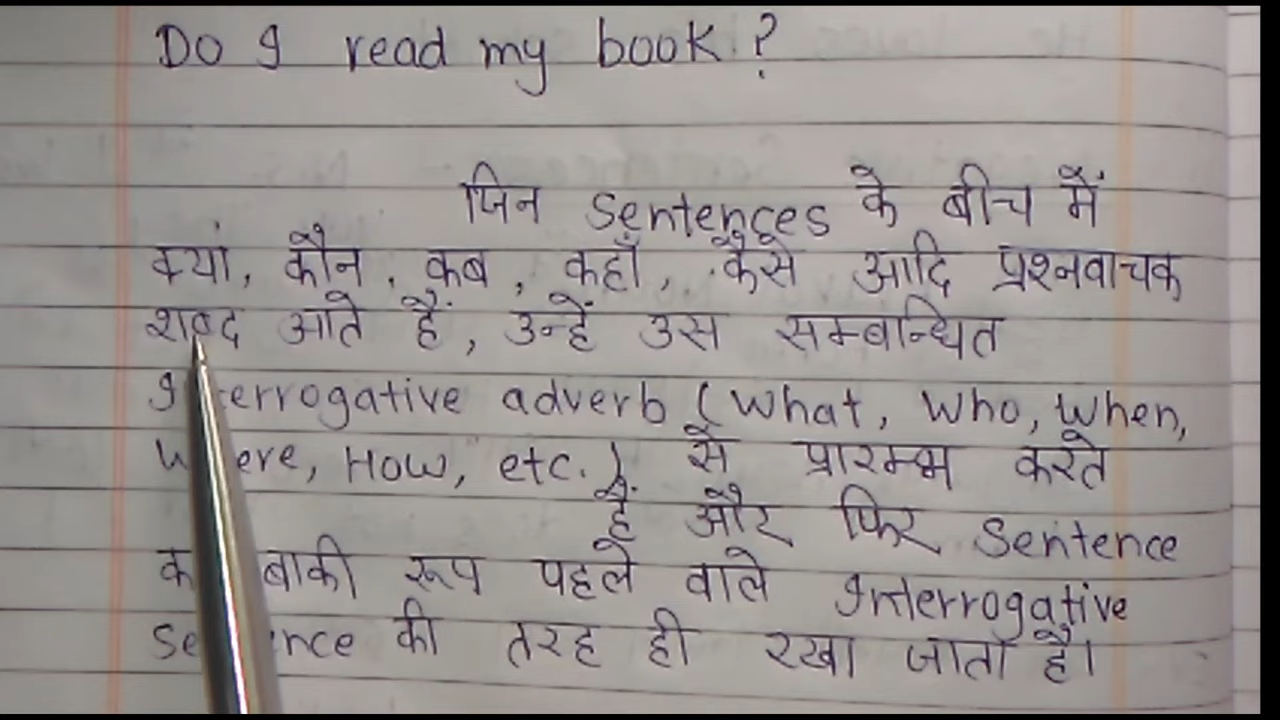 Do I read my book ?
जिन Sentences के बीच में
क्यां, कौन, कब, कहाँ, कैसे आदि प्रश्नवाचक
शब्द आते हैं, उन्हें उस सम्बन्धित
Interrogative adverb (What, Who, When,
Where, How, etc.) से प्रारम्भ करते
हैं और फिर Sentence
का बाकी रूप पहले वाले Interrogative
Sentence की तरह ही रखा जाता है।